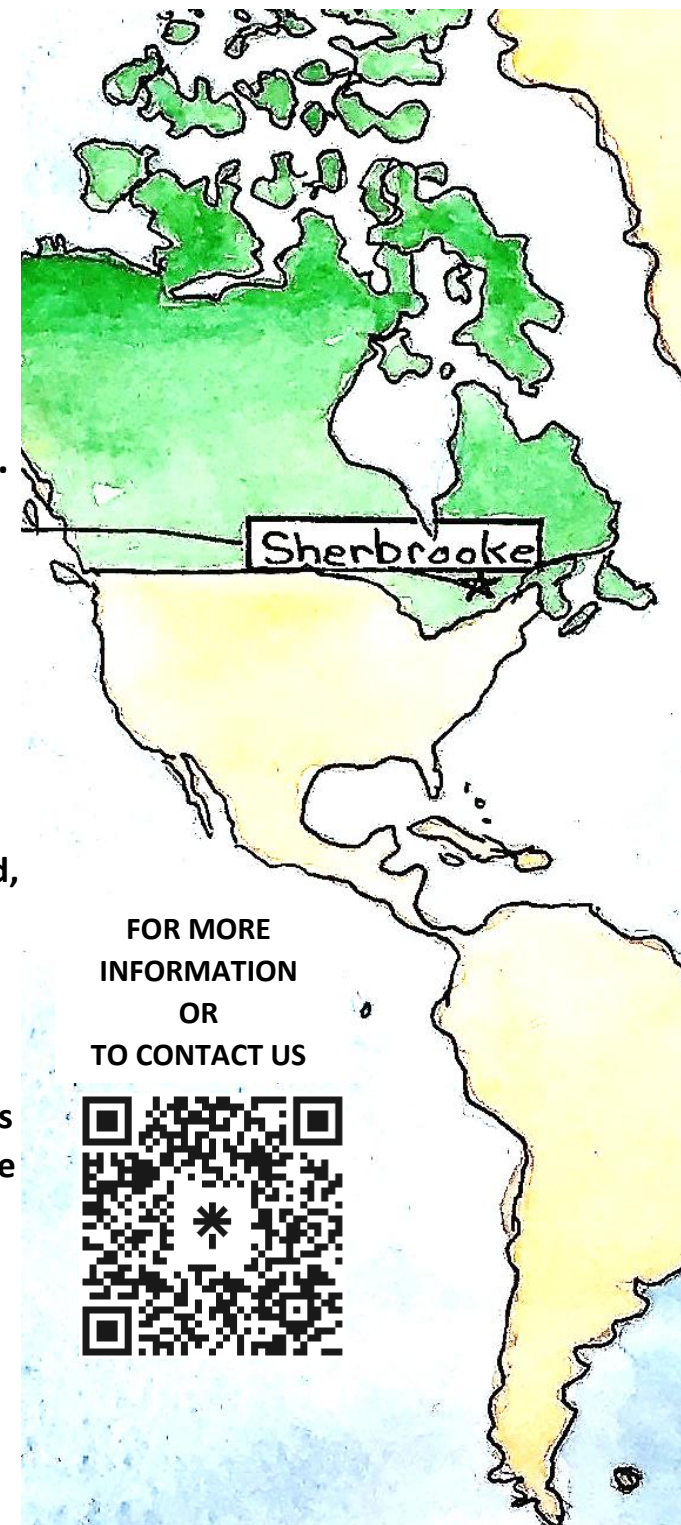 .
Sherbrooke
d,
FOR MORE
INFORMATION
OR
TO CONTACT US
s
e